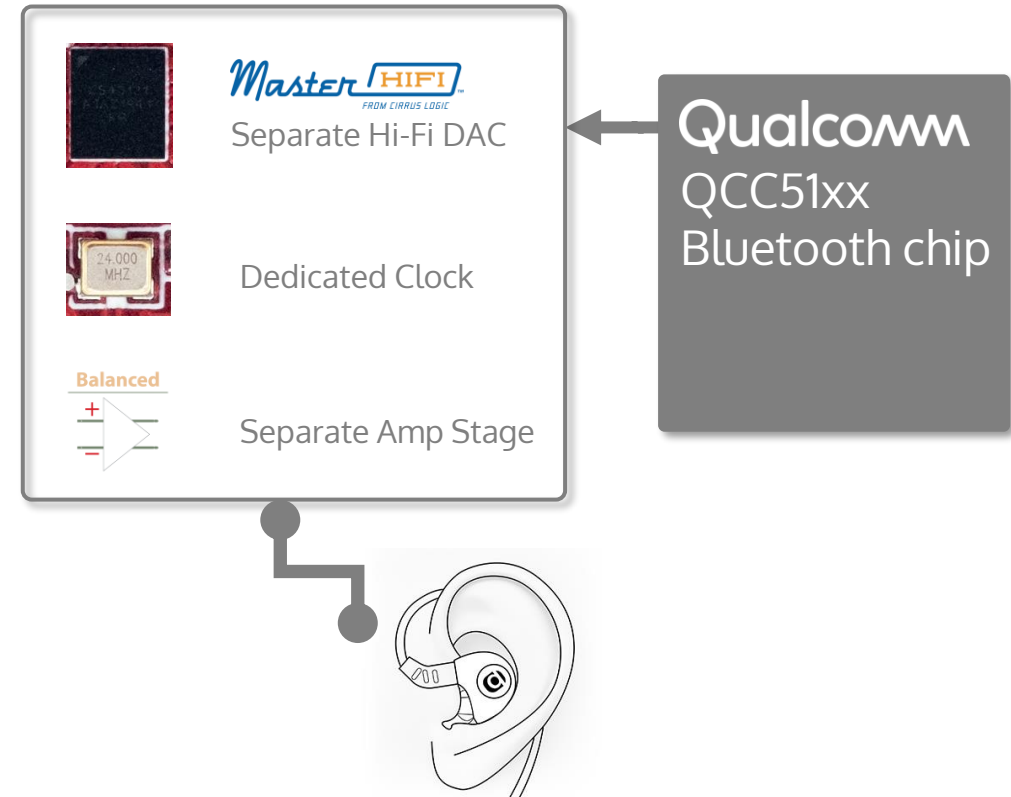 Master HIFI
FROM CIRRUS LOGIC
Separate Hi-Fi DAC
24.000
MHZ
Dedicated Clock
Balanced
+
−
Separate Amp Stage
Qualcomm
QCC51xx
Bluetooth chip